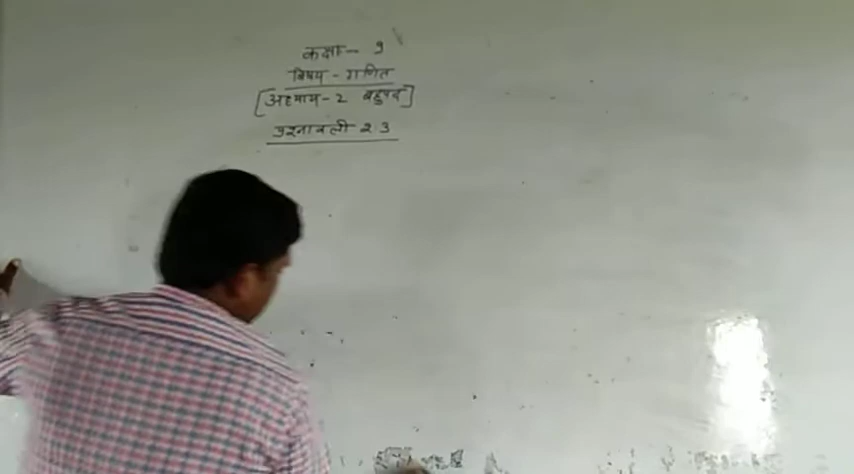 कक्षा- 9
विषय - गणित
[अध्याय-2 बहुपद]
प्रश्नावली 2.3